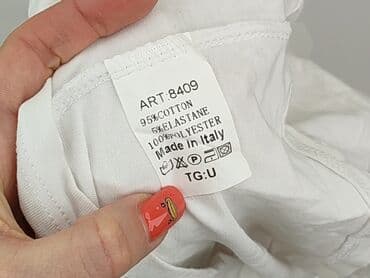 ART:8409
95%COTTON
5%ELASTANE
100%POLYESTER
Made in Italy
TG:U